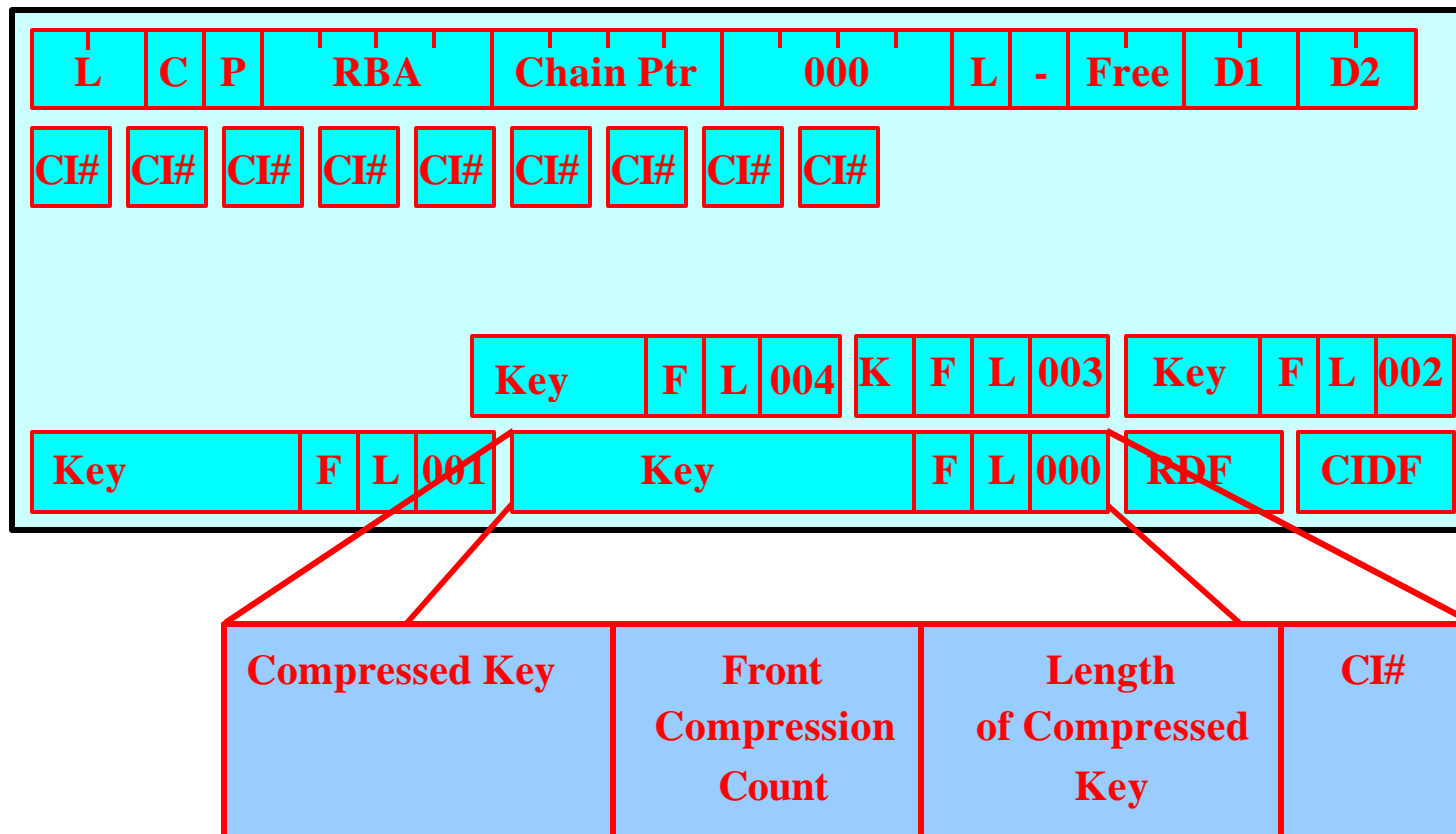 L C P RBA Chain Ptr 000 L - Free D1 D2
CI# CI# CI# CI# CI# CI# CI# CI# CI#
Key F L 004 K F L 003 Key F L 002
Key F L 001 Key F L 000 RDF CIDF
Compressed Key Front Length CI#
Compression of Compressed
Count Key